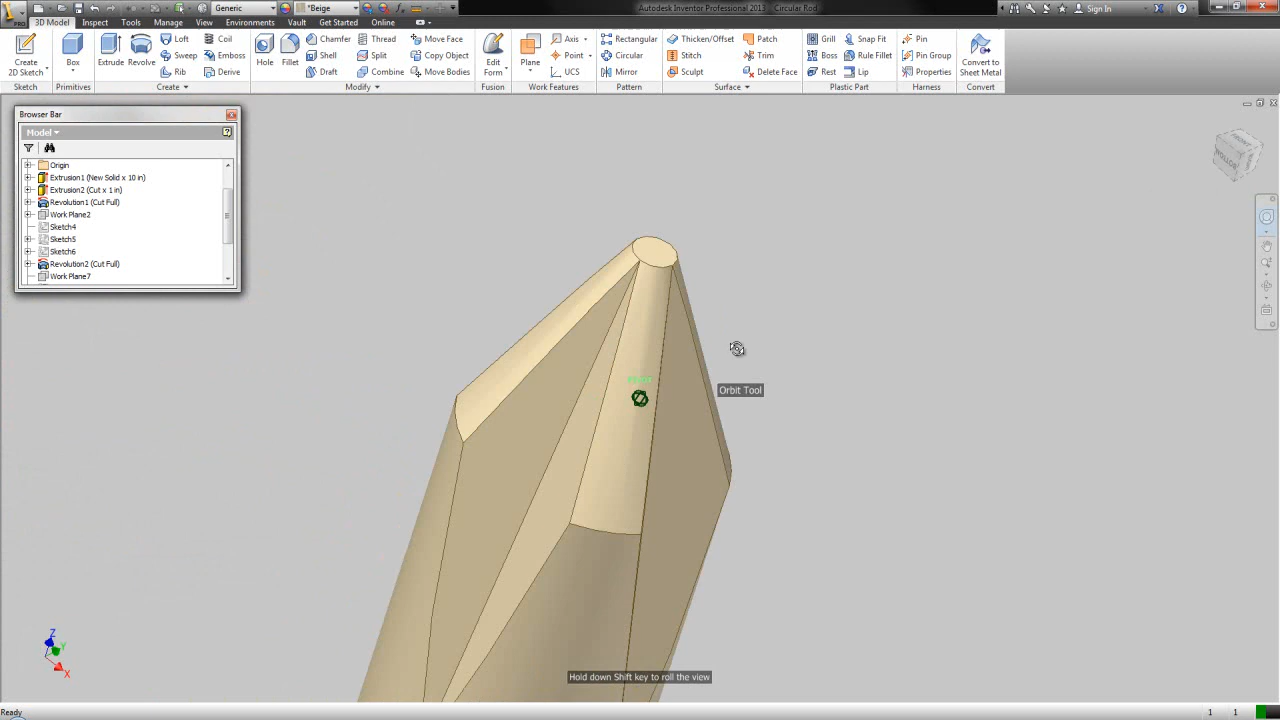 PRO
Generic
*Beige
Autodesk Inventor Professional 2013 Circular Rod
Sign In
3D Model Inspect Tools Manage View Environments Vault Get Started Online
Create
2D Sketch
Sketch
Box
Primitives
Extrude Revolve
Loft
Sweep
Rib
Coil
Emboss
Derive
Create
Hole
Fillet
Chamfer
Shell
Draft
Thread
Split
Combine
Move Face
Copy Object
Move Bodies
Modify
Edit
Form
Fusion
Plane
Axis
Point
UCS
Work Features
Rectangular
Circular
Mirror
Pattern
Thicken/Offset
Stitch
Sculpt
Patch
Trim
Delete Face
Surface
Grill
Boss
Rest
Snap Fit
Rule Fillet
Lip
Plastic Part
Pin
Pin Group
Properties
Harness
Convert to
Sheet Metal
Convert
Browser Bar
Model
Origin
Extrusion1 (New Solid x 10 in)
Extrusion2 (Cut x 1 in)
Revolution1 (Cut Full)
Work Plane2
Sketch4
Sketch5
Sketch6
Revolution2 (Cut Full)
Work Plane7
BOTTOM
Orbit Tool
Z
Y
X
Hold down Shift key to roll the view
Ready
1 1